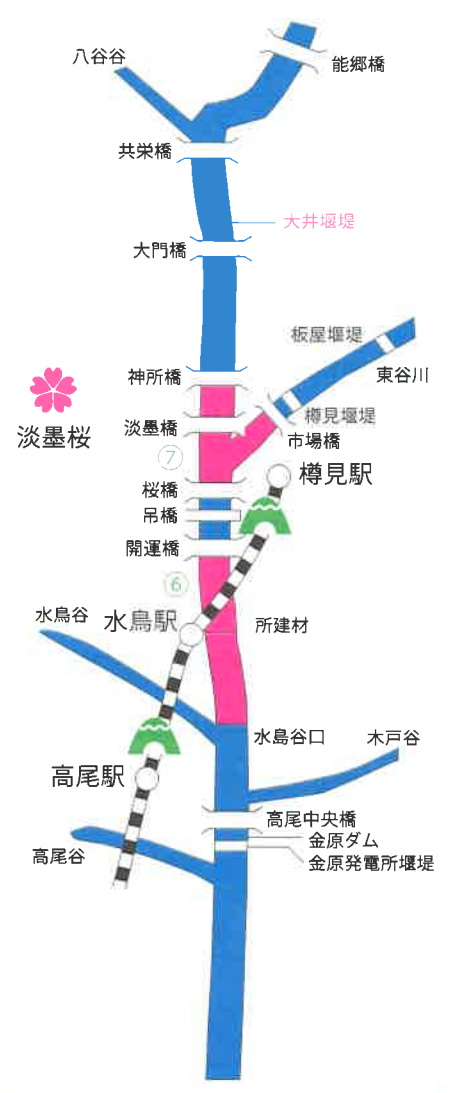 八谷谷
能郷橋
共栄橋
大井堰堤
大門橋
板屋堰堤
神所橋
東谷川
樽見堰堤
淡墨橋
市場橋
淡墨桜
⑦
樽見駅
桜橋
吊橋
開運橋
⑥
水鳥谷
水鳥駅
所建材
水島谷口
木戸谷
高尾駅
高尾中央橋
金原ダム
高尾谷
金原発電所堰堤